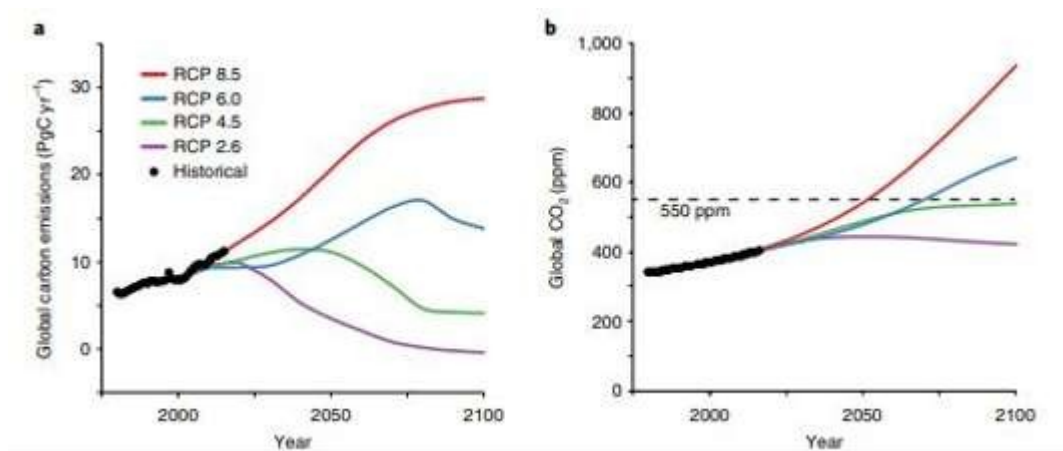 a
Global carbon emissions (PgC yr⁻¹)
30
20
10
0
RCP 8.5
RCP 6.0
RCP 4.5
RCP 2.6
Historical
2000 2050 2100
Year
b
Global CO₂ (ppm)
1,000
800
600
400
200
0
550 ppm
2000 2050 2100
Year